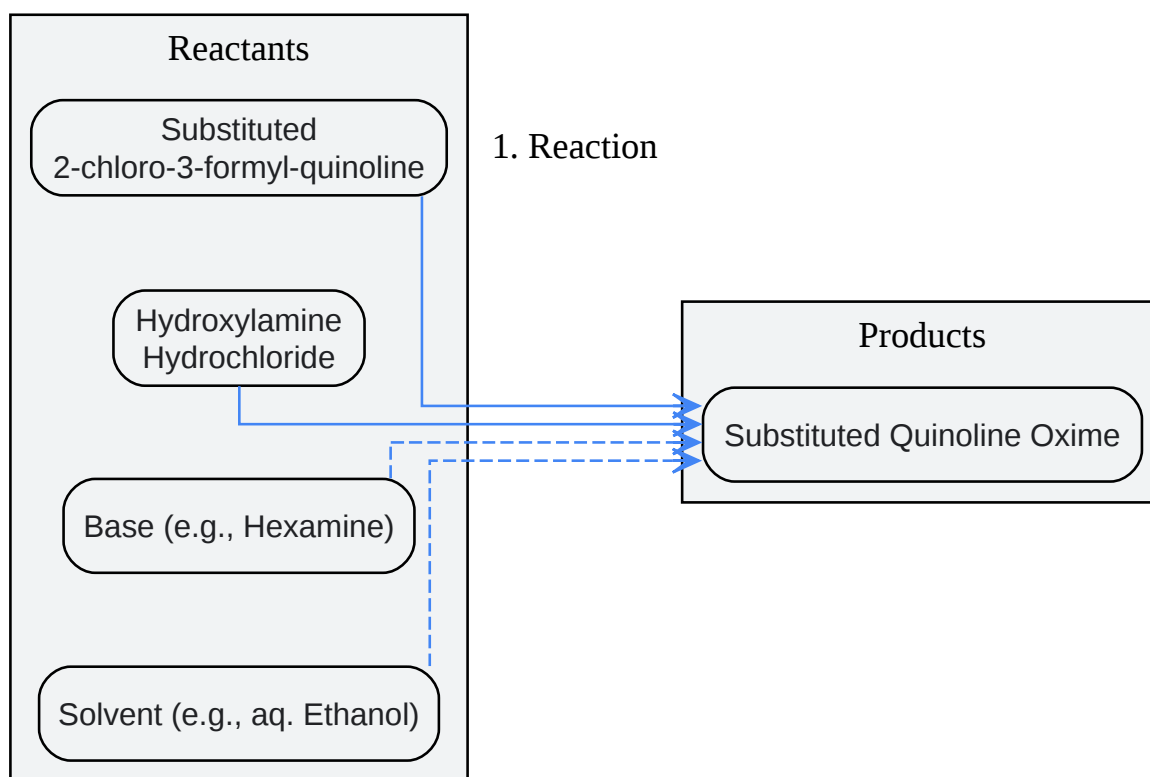 Reactants
Substituted
2-chloro-3-formyl-quinoline
1. Reaction
Hydroxylamine
Hydrochloride
Products
Substituted Quinoline Oxime
Base (e.g., Hexamine)
Solvent (e.g., aq. Ethanol)